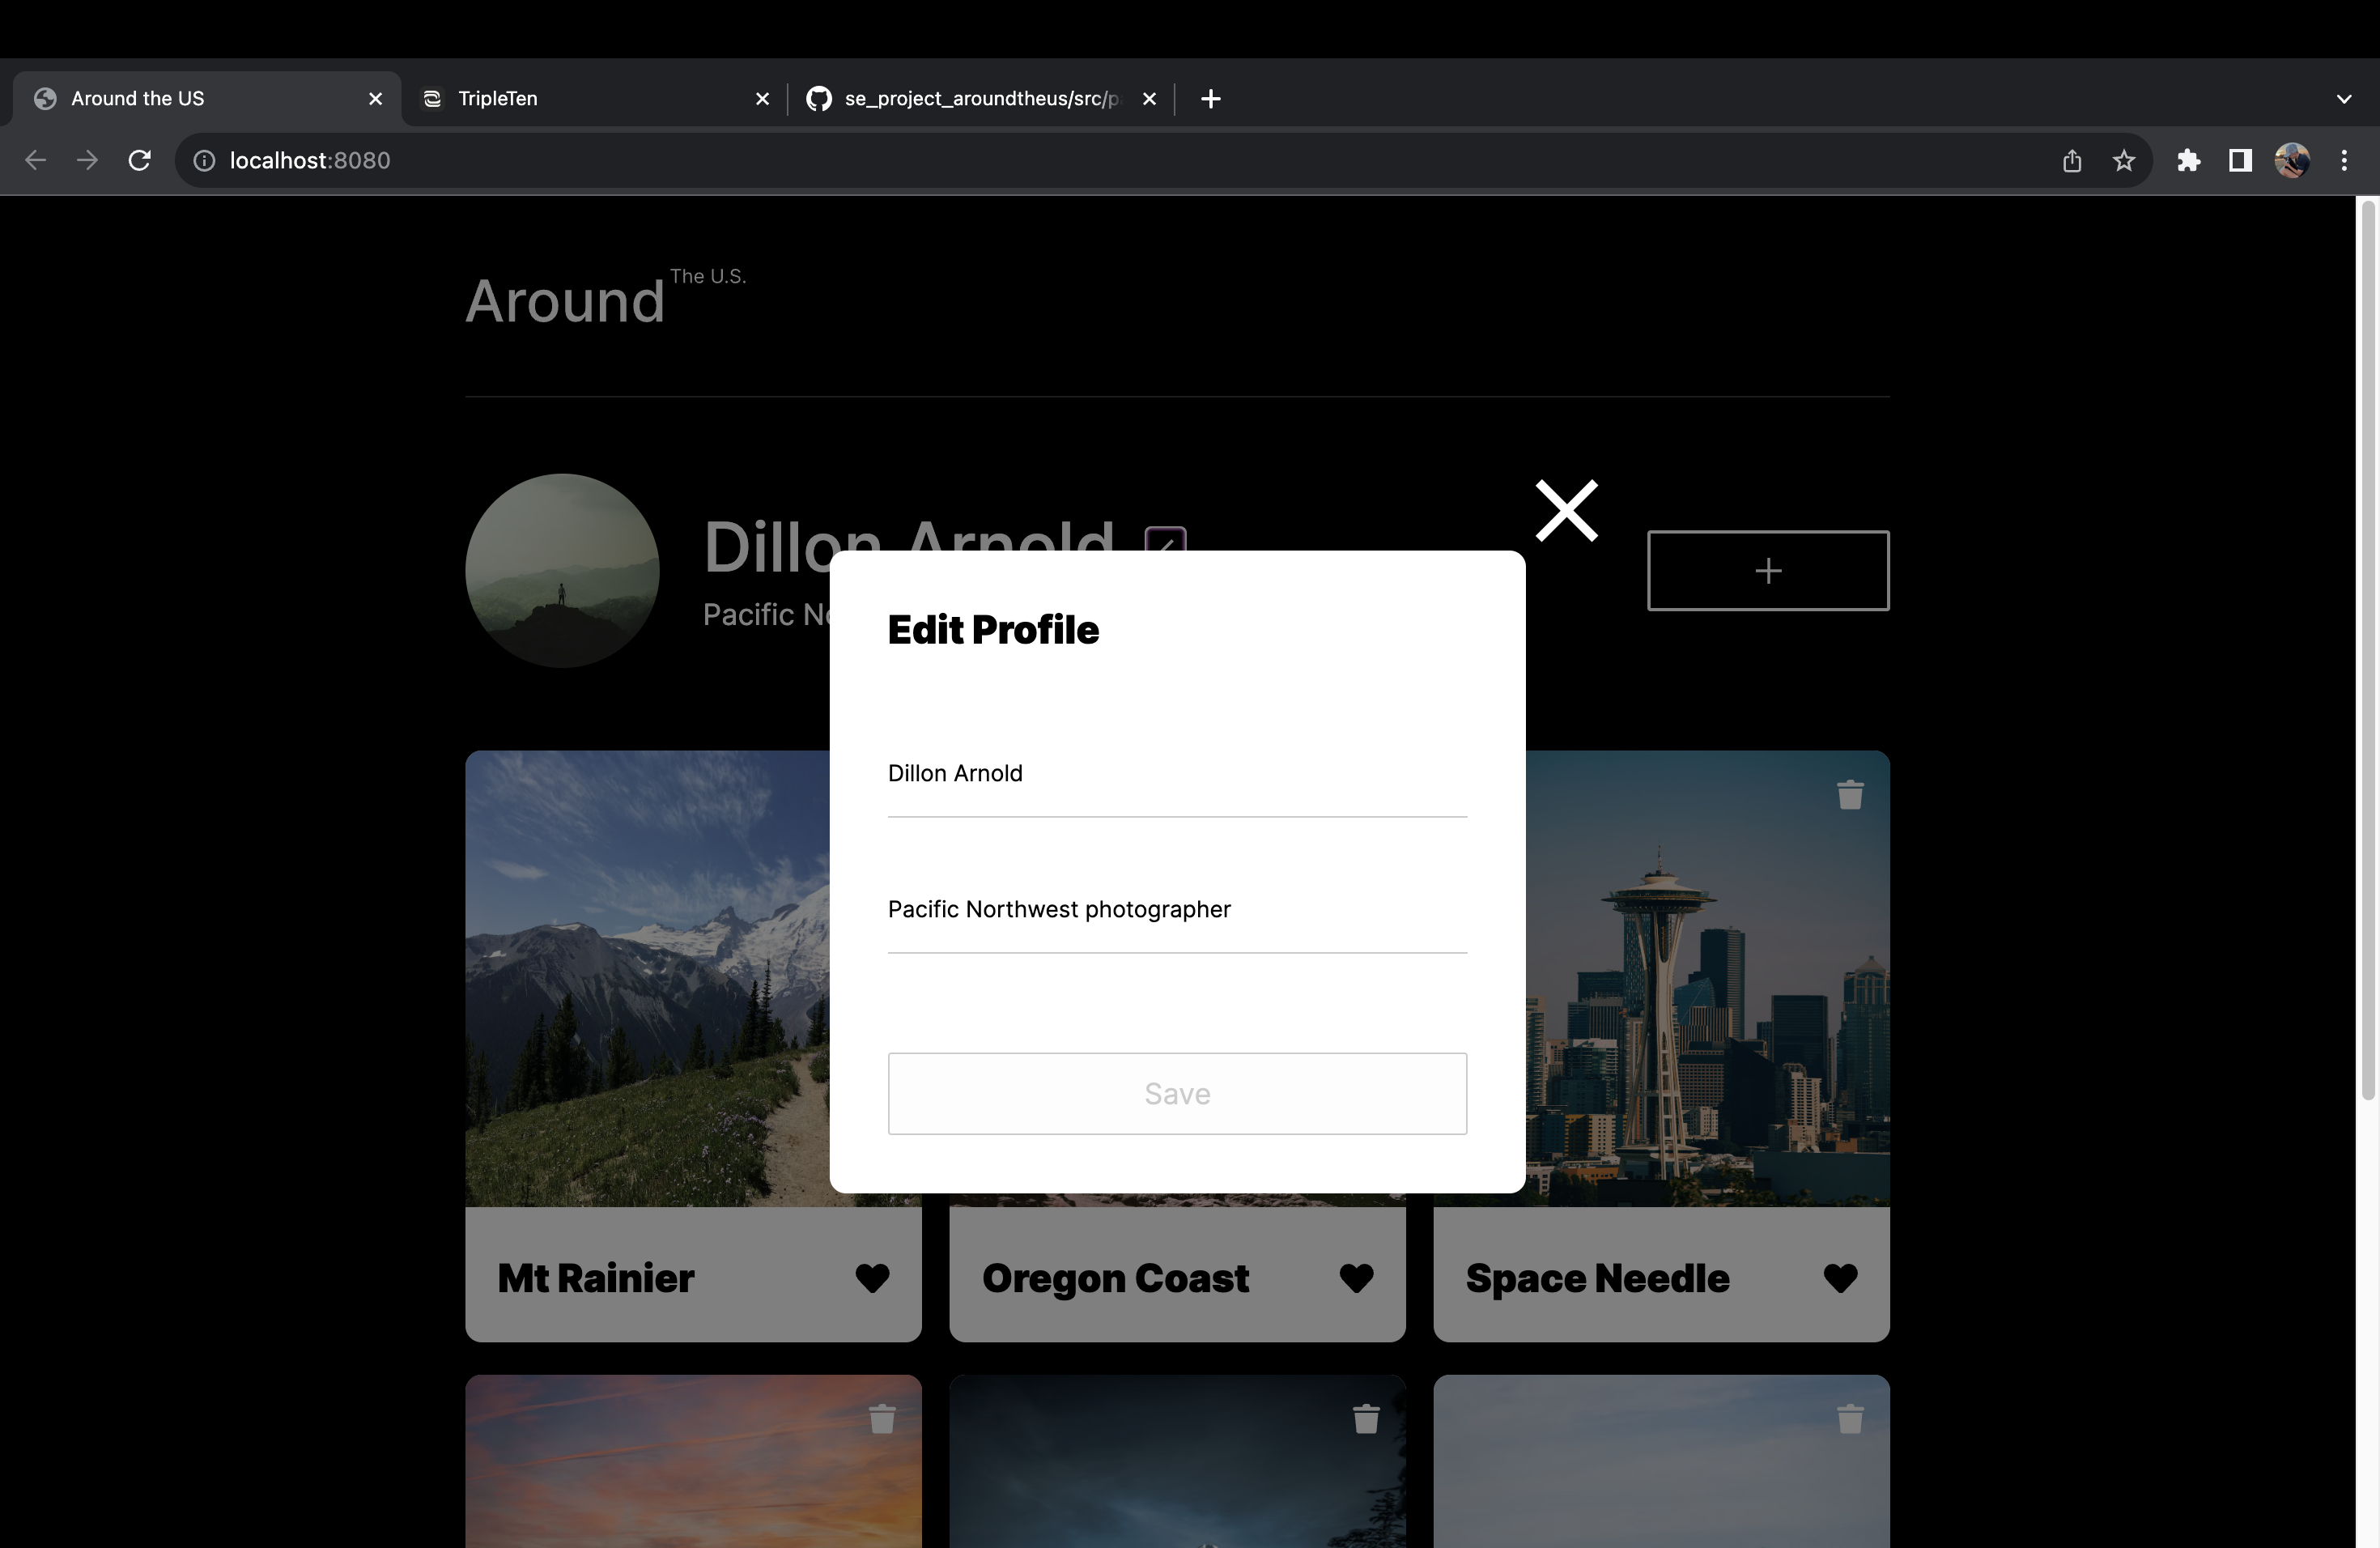 Around the US
TripleTen
se_project_aroundtheus/src/p
localhost:8080
Around The U.S.
Dillon Arnold
Pacific
Edit Profile
Dillon Arnold
Pacific Northwest photographer
Save
Mt Rainier
Oregon Coast
Space Needle